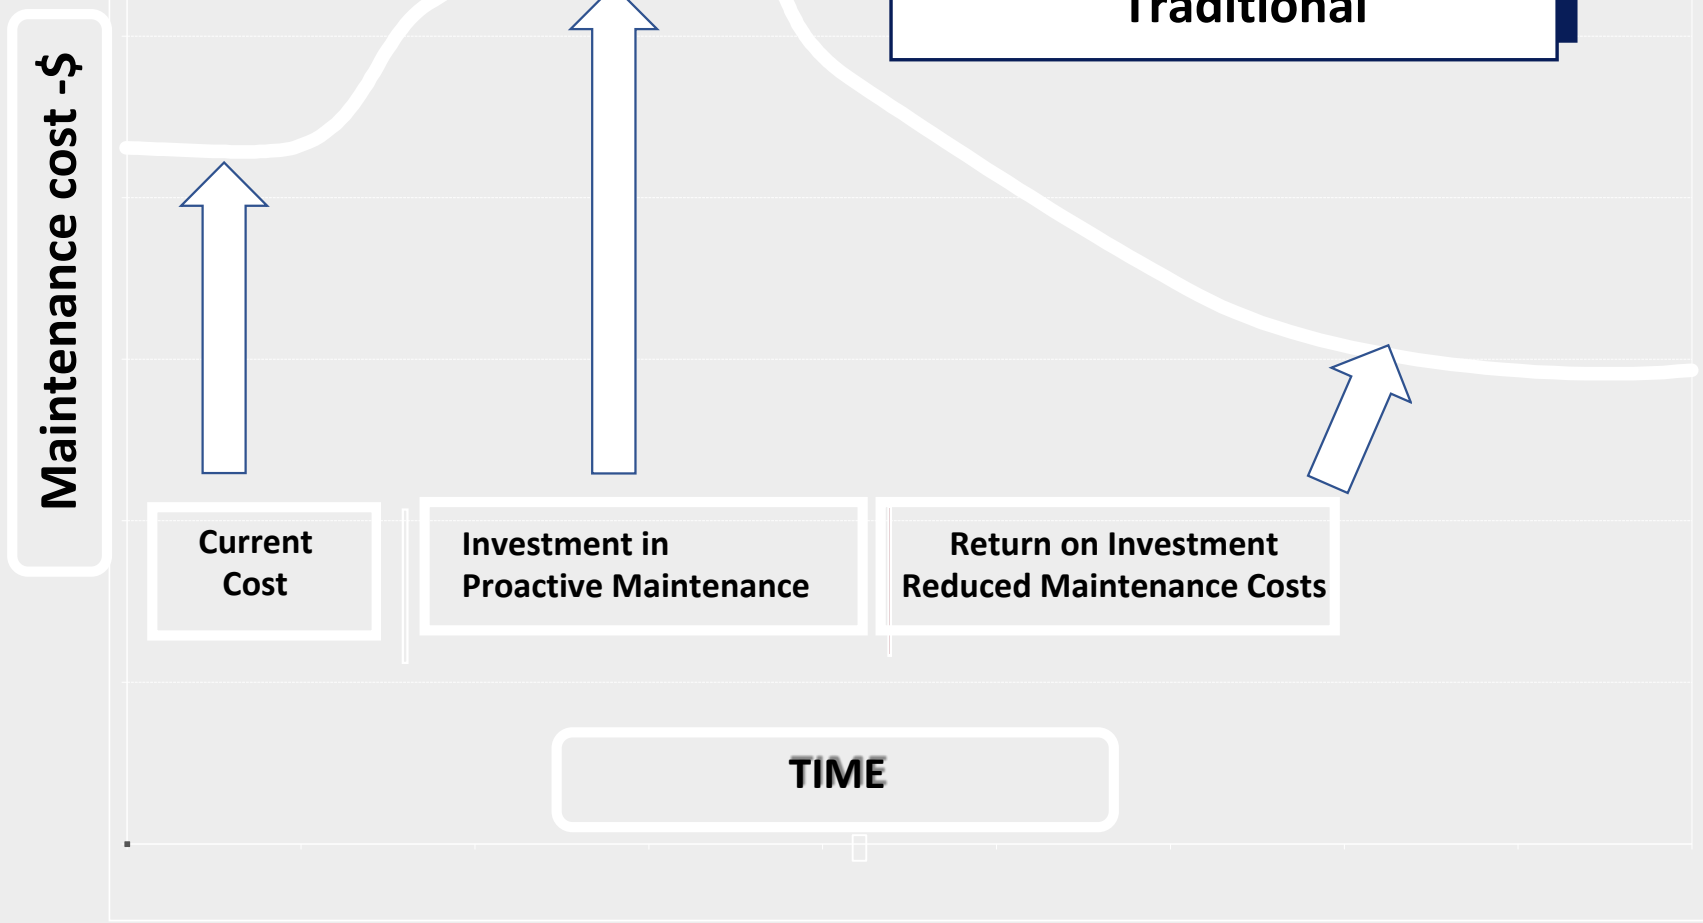 Traditional
Maintenance cost -$
Current
Cost
Investment in
Proactive Maintenance
Return on Investment
Reduced Maintenance Costs
TIME